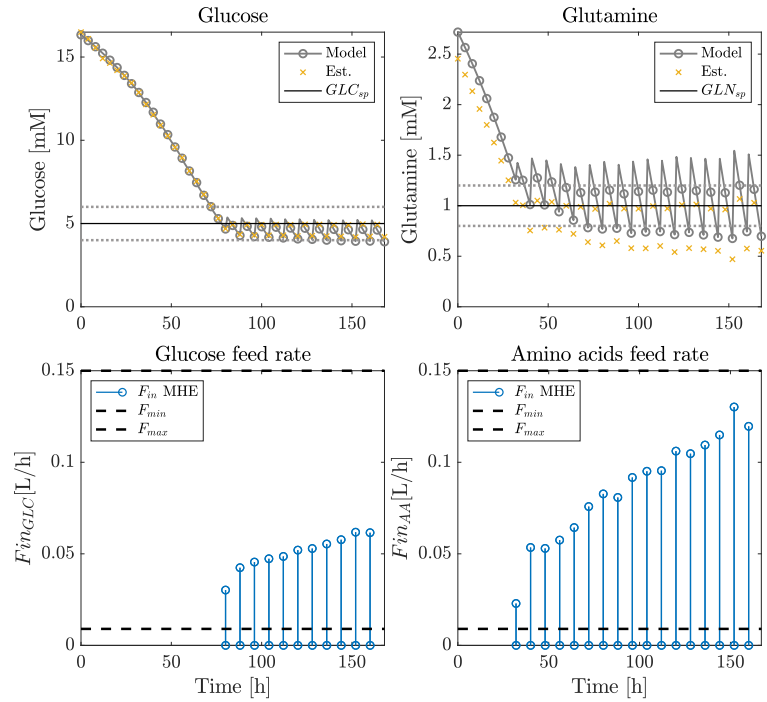 Glucose
Glutamine
Model
Est.
GLC_sp
Model
Est.
GLN_sp
15
10
5
0
Glucose [mM]
2.5
2
1.5
1
0.5
0
Glutamine [mM]
0 50 100 150
0 50 100 150
Glucose feed rate
Amino acids feed rate
F_in MHE
F_min
F_max
F_in MHE
F_min
F_max
0.15
0.1
0.05
0
Fin_GLC[L/h]
0.15
0.1
0.05
0
Fin_AA[L/h]
0 50 100 150
0 50 100 150
Time [h]
Time [h]